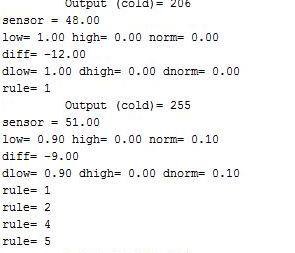 Output (cold)= 206
sensor = 48.00
low= 1.00 high= 0.00 norm= 0.00
diff= -12.00
dlow= 1.00 dhigh= 0.00 dnorm= 0.00
rule= 1
Output (cold)= 255
sensor = 51.00
low= 0.90 high= 0.00 norm= 0.10
diff= -9.00
dlow= 0.90 dhigh= 0.00 dnorm= 0.10
rule= 1
rule= 2
rule= 4
rule= 5